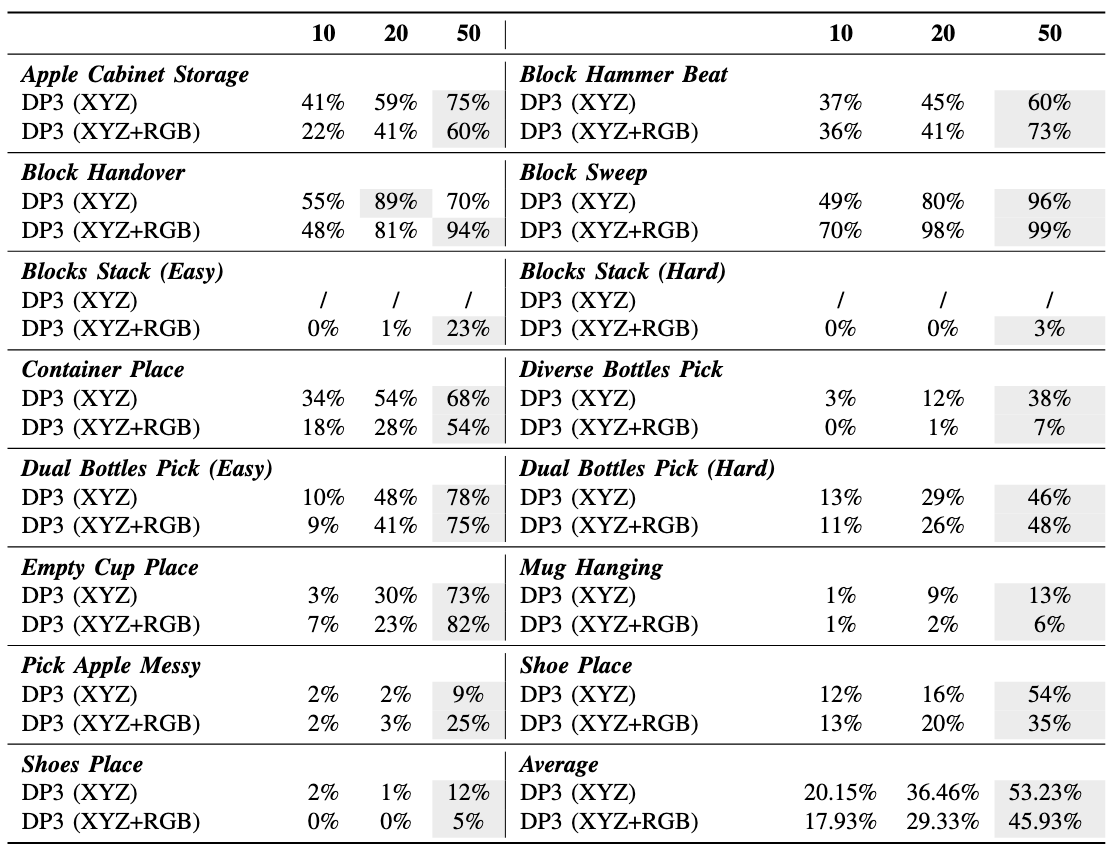 10 20 50 10 20 50
Apple Cabinet Storage Block Hammer Beat
DP3 (XYZ) 41% 59% 75% DP3 (XYZ) 37% 45% 60%
DP3 (XYZ+RGB) 22% 41% 60% DP3 (XYZ+RGB) 36% 41% 73%
Block Handover Block Sweep
DP3 (XYZ) 55% 89% 70% DP3 (XYZ) 49% 80% 96%
DP3 (XYZ+RGB) 48% 81% 94% DP3 (XYZ+RGB) 70% 98% 99%
Blocks Stack (Easy) Blocks Stack (Hard)
DP3 (XYZ) / / / DP3 (XYZ) / / /
DP3 (XYZ+RGB) 0% 1% 23% DP3 (XYZ+RGB) 0% 0% 3%
Container Place Diverse Bottles Pick
DP3 (XYZ) 34% 54% 68% DP3 (XYZ) 3% 12% 38%
DP3 (XYZ+RGB) 18% 28% 54% DP3 (XYZ+RGB) 0% 1% 7%
Dual Bottles Pick (Easy) Dual Bottles Pick (Hard)
DP3 (XYZ) 10% 48% 78% DP3 (XYZ) 13% 29% 46%
DP3 (XYZ+RGB) 9% 41% 75% DP3 (XYZ+RGB) 11% 26% 48%
Empty Cup Place Mug Hanging
DP3 (XYZ) 3% 30% 73% DP3 (XYZ) 1% 9% 13%
DP3 (XYZ+RGB) 7% 23% 82% DP3 (XYZ+RGB) 1% 2% 6%
Pick Apple Messy Shoe Place
DP3 (XYZ) 2% 2% 9% DP3 (XYZ) 12% 16% 54%
DP3 (XYZ+RGB) 2% 3% 25% DP3 (XYZ+RGB) 13% 20% 35%
Shoes Place Average
DP3 (XYZ) 2% 1% 12% DP3 (XYZ) 20.15% 36.46% 53.23%
DP3 (XYZ+RGB) 0% 0% 5% DP3 (XYZ+RGB) 17.93% 29.33% 45.93%